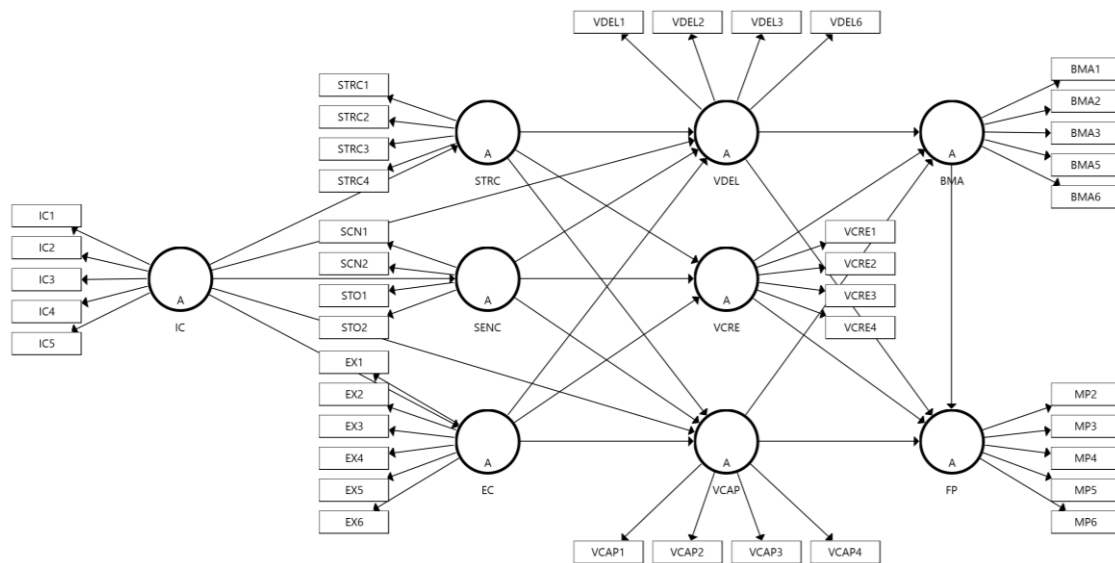 VDEL1
VDEL2
VDEL3
VDEL6
STRC1
STRC2
STRC3
STRC4
A
STRC
A
VDEL
A
BMA
BMA1
BMA2
BMA3
BMA5
BMA6
IC1
IC2
IC3
IC4
IC5
A
IC
SCN1
SCN2
STO1
STO2
A
SENC
A
VCRE
VCRE1
VCRE2
VCRE3
VCRE4
EX1
EX2
EX3
EX4
EX5
EX6
A
EC
A
VCAP
A
FP
MP2
MP3
MP4
MP5
MP6
VCAP1
VCAP2
VCAP3
VCAP4